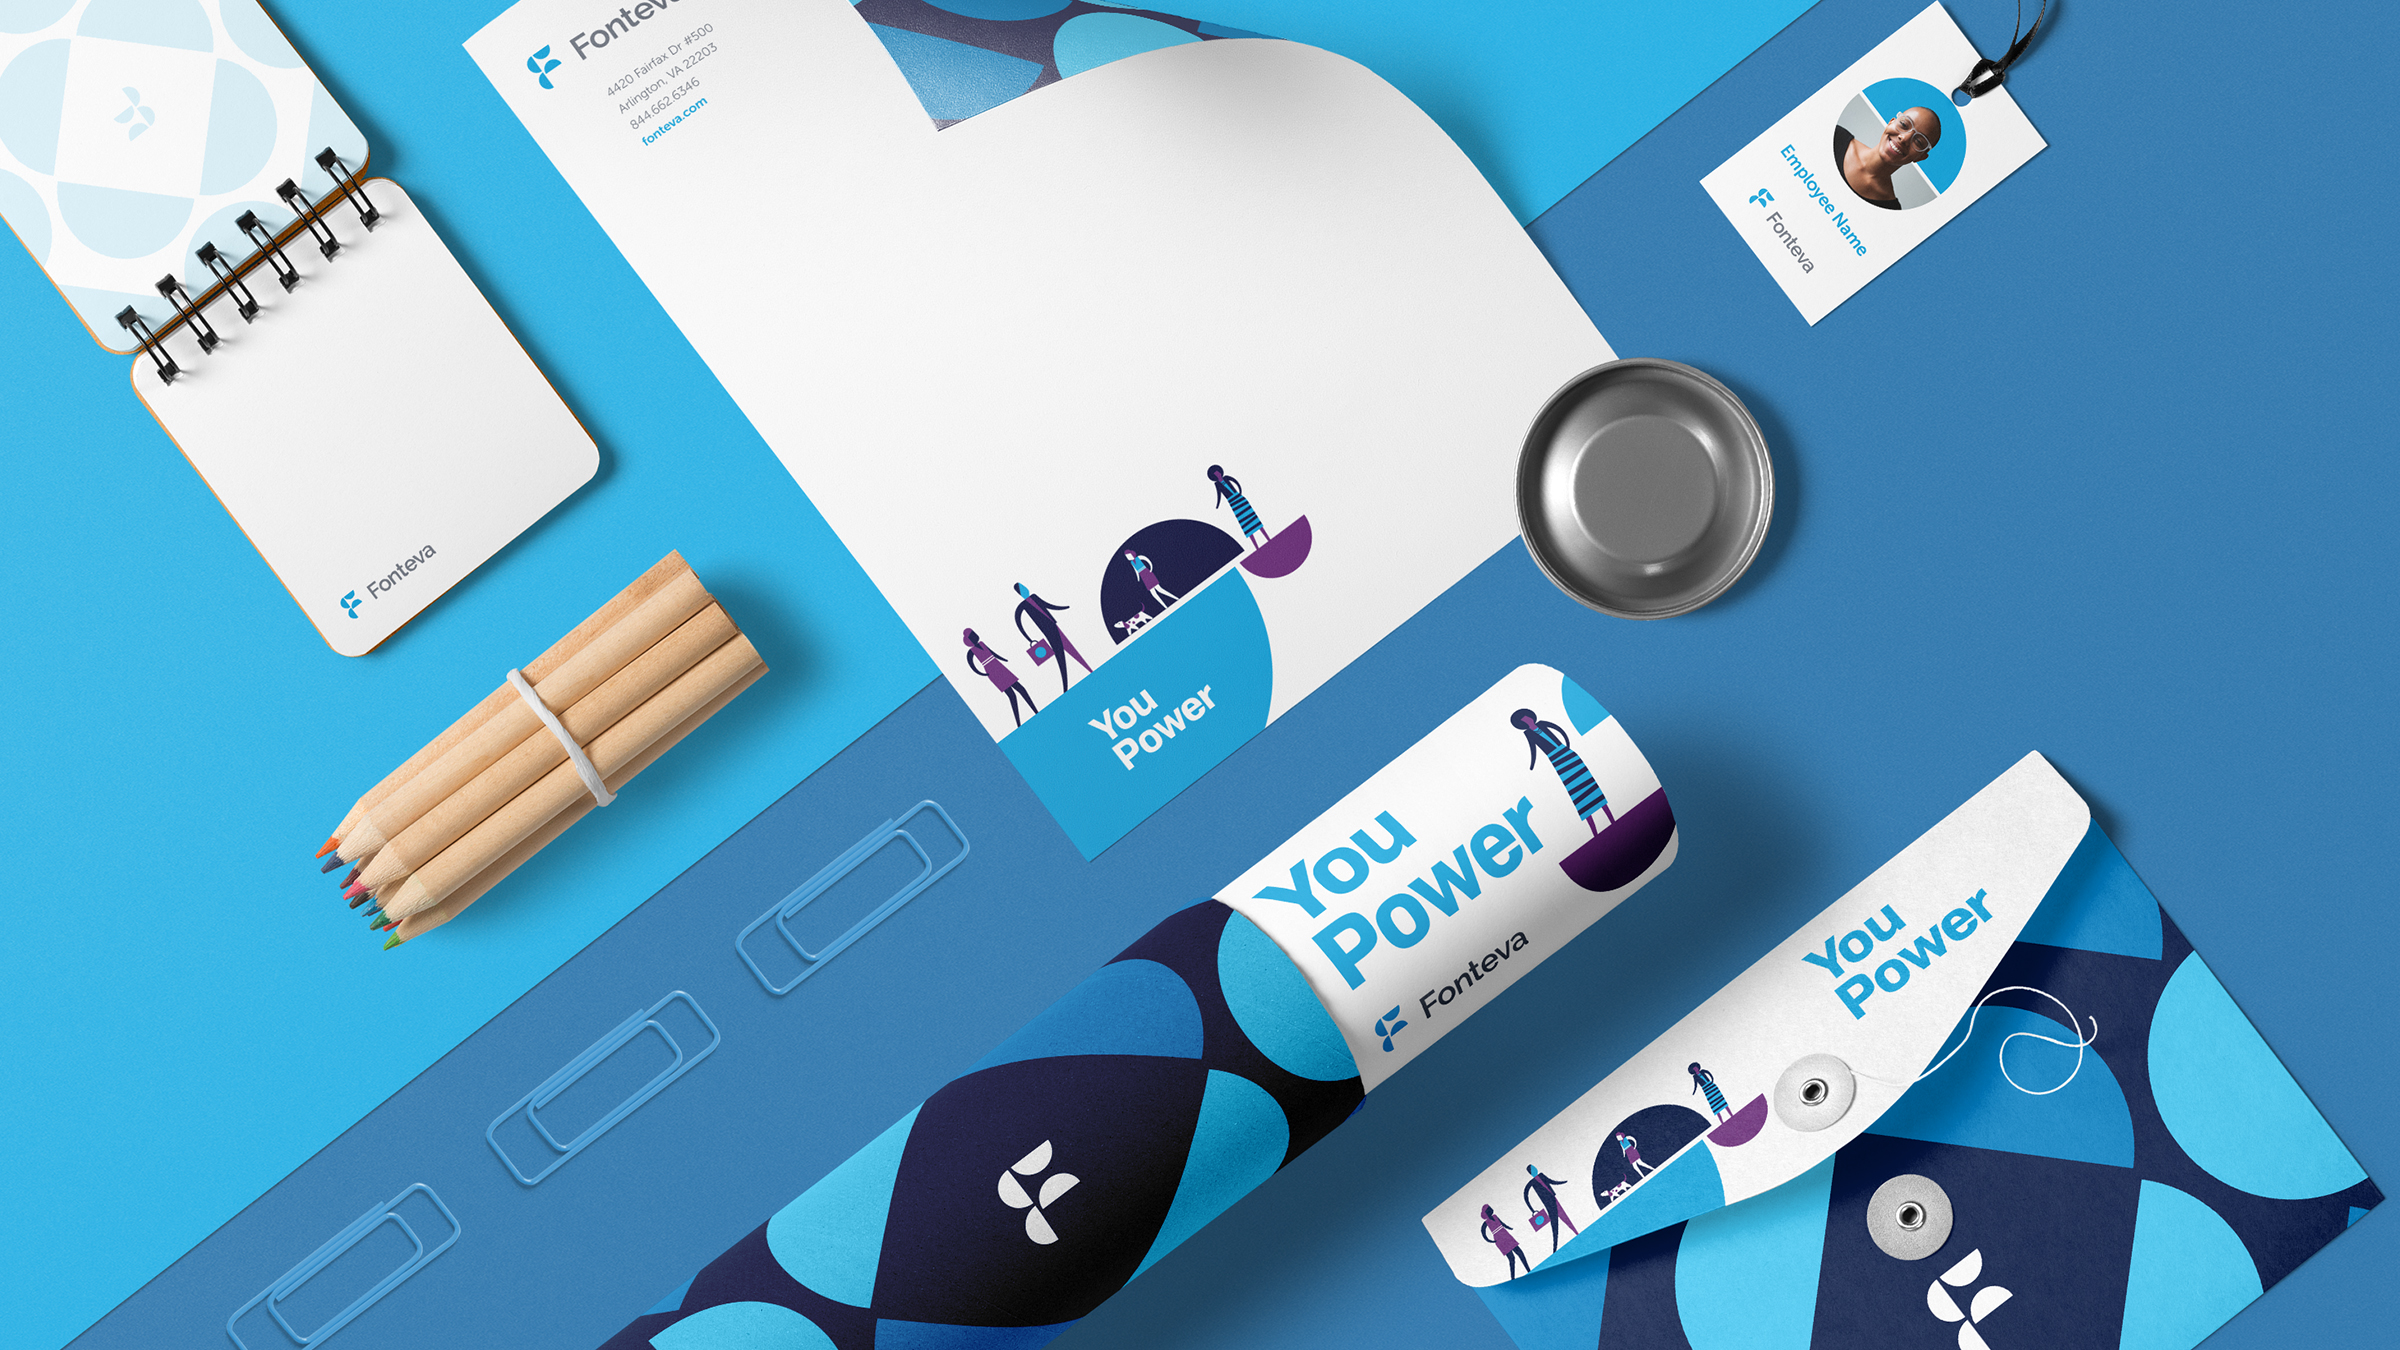 Fonteva
4420 Fairfax Dr #500
Arlington, VA 22203
844.662.6346
fonteva.com
Employee Name
Fonteva
Fonteva
You
Power
You
Power
Fonteva
You
Power